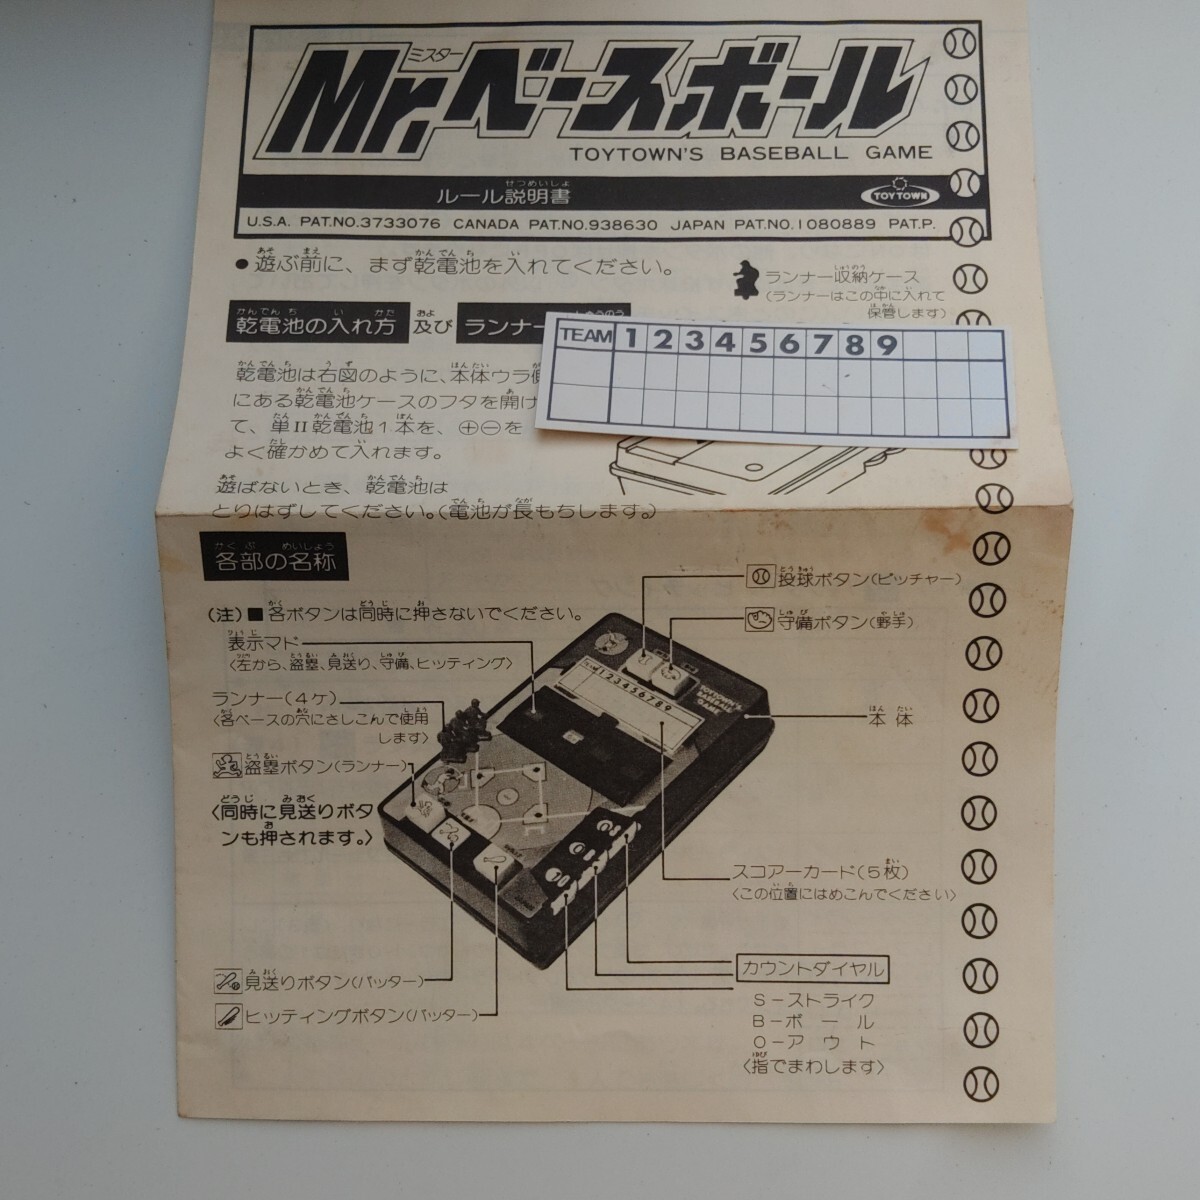 ミスター
Mr.ベースボール
TOYTOWN'S BASEBALL GAME
ルール説明書
TOYTOWN
U.S.A. PAT.NO.3733076 CANADA PAT.NO.938630 JAPAN PAT.NO.1080889 PAT.P.
●遊ぶ前に、まず乾電池を入れてください。
ランナー収納ケース
(ランナーはこの中に入れて
保管します)
乾電池の入れ方 及び ランナー
TEAM 1 2 3 4 5 6 7 8 9
乾電池は右図のように、本体ウラ側
にある乾電池ケースのフタを開け
て、単II乾電池1本を、⊕⊖を
よく確かめて入れます。
遊ばないとき、乾電池は
とりはずしてください。(電池が長もちします。)
各部の名称
(注)■各ボタンは同時に押さないでください。
投球ボタン(ピッチャー)
守備ボタン(野手)
表示マド
〈左から、盗塁、見送り、守備、ヒッティング〉
ランナー(4ケ)
〈各ベースの穴にさしこんで使用
します〉
本体
盗塁ボタン(ランナー)
〈同時に見送りボタ
ンも押されます。〉
スコアーカード(5枚)
〈この位置にはめこんでください〉
見送りボタン(バッター)
ヒッティングボタン(バッター)
カウントダイヤル
S-ストライク
B-ボール
O-アウト
〈指でまわします〉